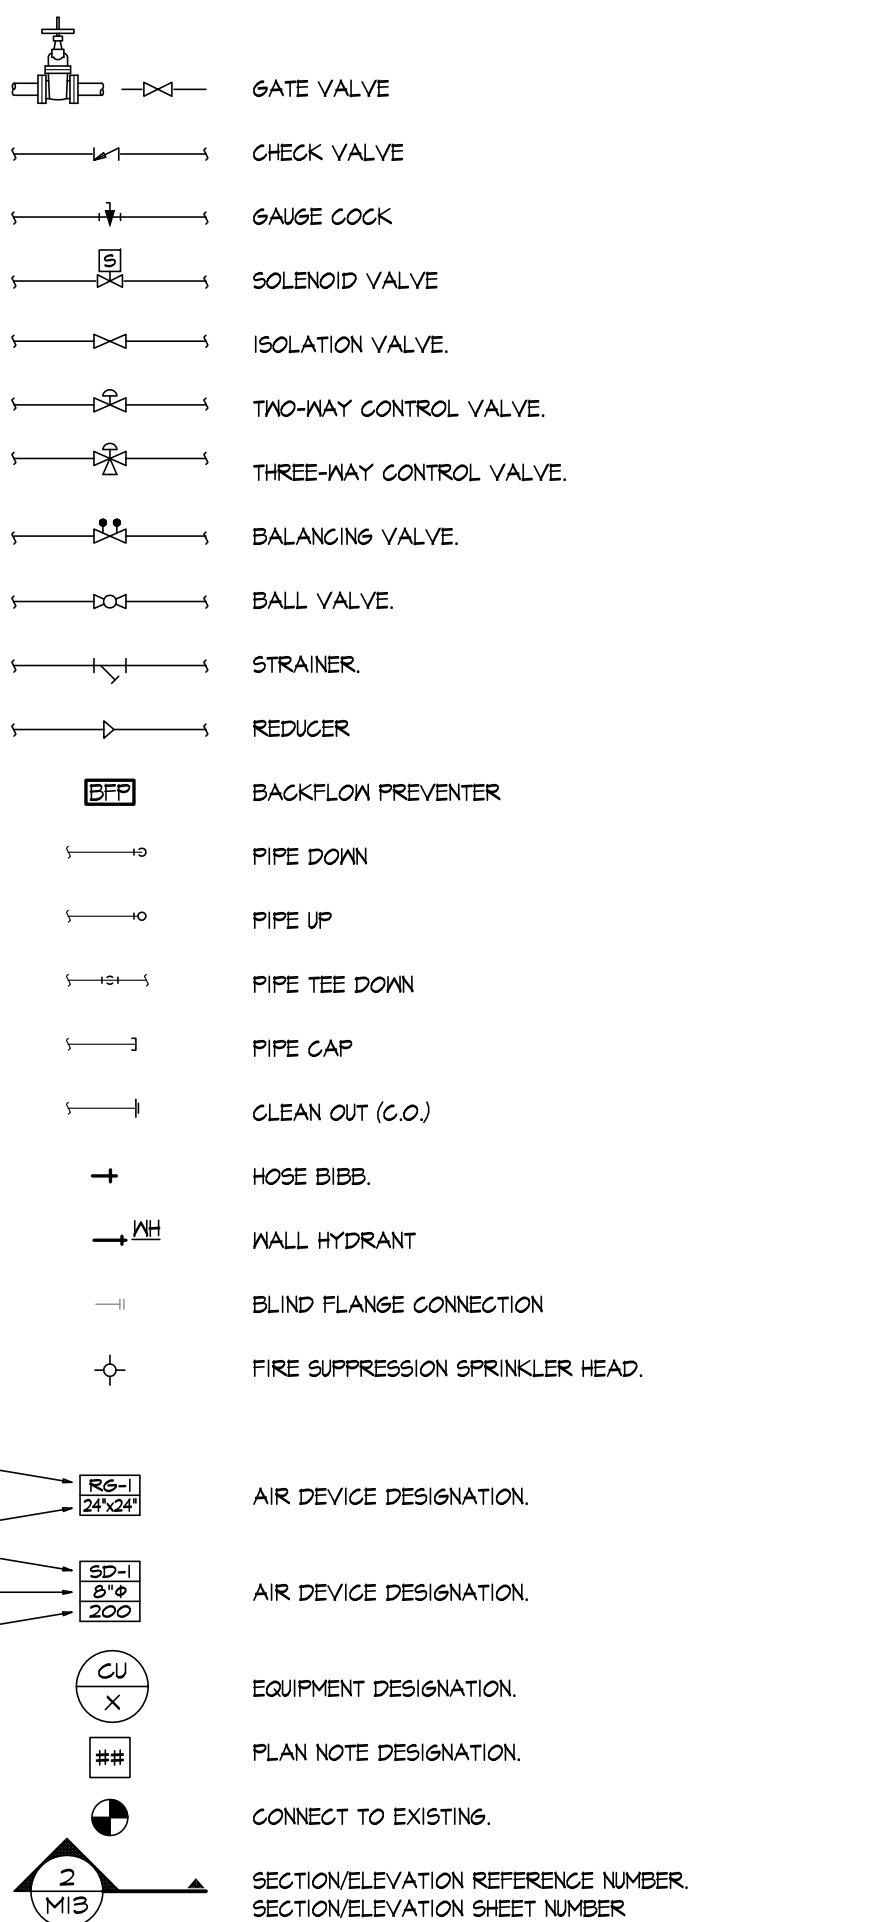 GATE VALVE
CHECK VALVE
GAUGE COCK
S
SOLENOID VALVE
ISOLATION VALVE.
TWO-WAY CONTROL VALVE.
THREE-WAY CONTROL VALVE.
BALANCING VALVE.
BALL VALVE.
STRAINER.
REDUCER
BFP BACKFLOW PREVENTER
PIPE DOWN
PIPE UP
PIPE TEE DOWN
PIPE CAP
CLEAN OUT (C.O.)
HOSE BIBB.
WH
WALL HYDRANT
BLIND FLANGE CONNECTION
FIRE SUPPRESSION SPRINKLER HEAD.
RG-1
24"x24"
AIR DEVICE DESIGNATION.
SD-1
8"Φ
200
AIR DEVICE DESIGNATION.
CU
X
EQUIPMENT DESIGNATION.
## PLAN NOTE DESIGNATION.
CONNECT TO EXISTING.
2
M13
SECTION/ELEVATION REFERENCE NUMBER.
SECTION/ELEVATION SHEET NUMBER